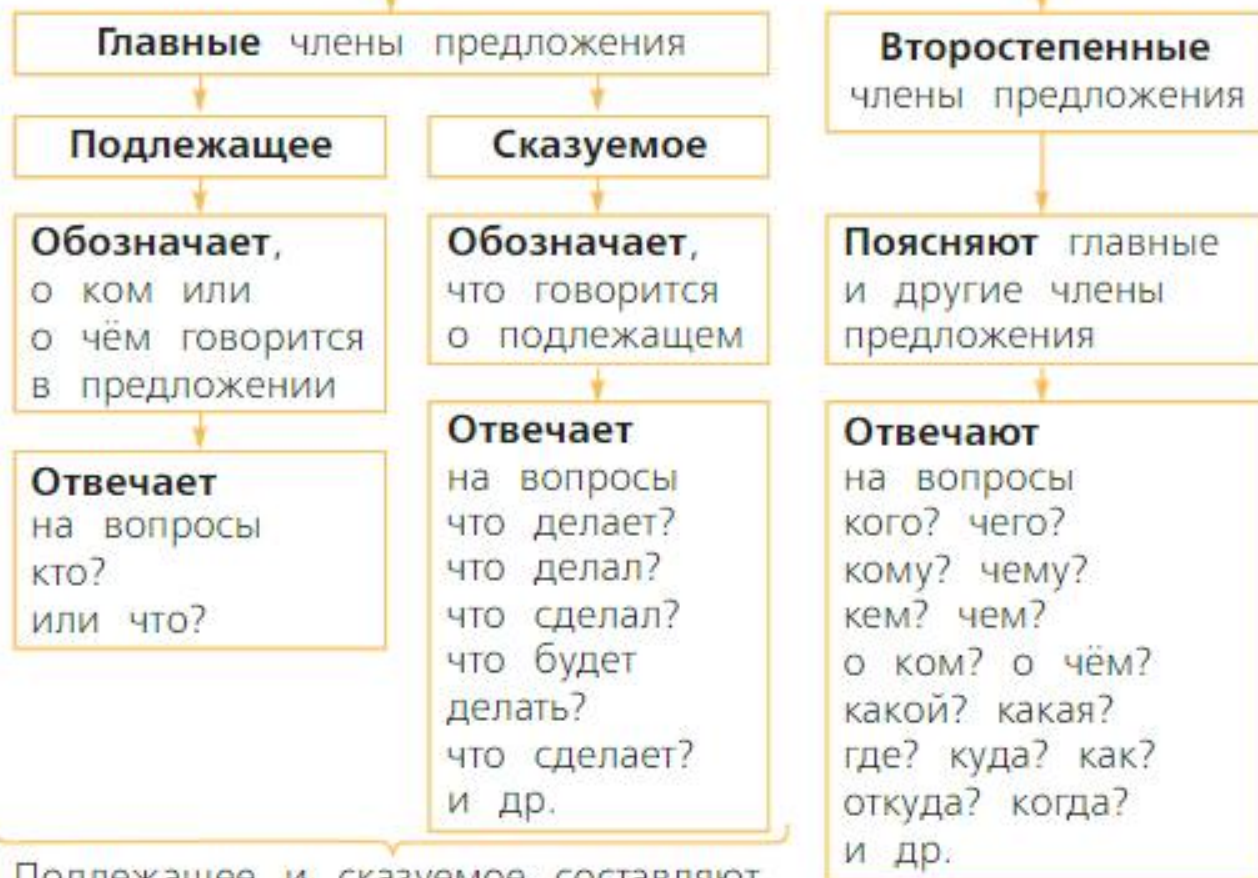 Главные члены предложения
Подлежащее
Обозначает,
о ком или
о чём говорится
в предложении
Отвечает
на вопросы
кто?
или что?
Сказуемое
Обозначает,
что говорится
о подлежащем
Отвечает
на вопросы
что делает?
что делал?
что сделал?
что будет
делать?
что сделает?
и др.
Подлежащее и сказуемое составляют
Второстепенные
члены предложения
Поясняют главные
и другие члены
предложения
Отвечают
на вопросы
кого? чего?
кому? чему?
кем? чем?
о ком? о чём?
какой? какая?
где? куда? как?
откуда? когда?
и др.